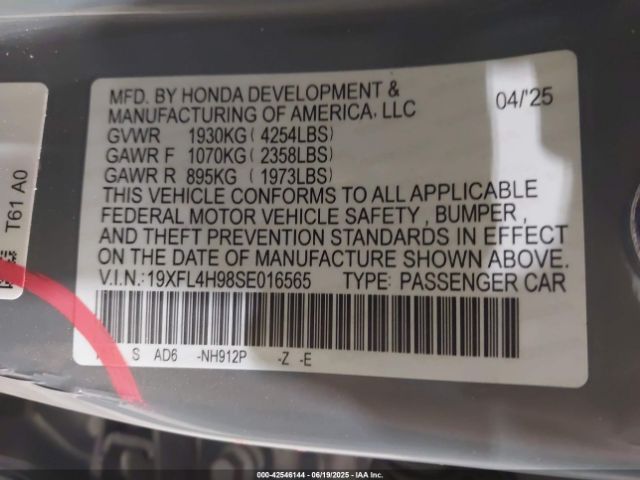 MFD. BY HONDA DEVELOPMENT &
MANUFACTURING OF AMERICA, LLC 04/'25
GVWR 1930KG ( 4254LBS)
GAWR F 1070KG ( 2358LBS)
GAWR R 895KG ( 1973LBS)
THIS VEHICLE CONFORMS TO ALL APPLICABLE
FEDERAL MOTOR VEHICLE SAFETY , BUMPER ,
AND THEFT PREVENTION STANDARDS IN EFFECT
ON THE DATE OF MANUFACTURE SHOWN ABOVE.
V.I.N.:19XFL4H98SE016565 TYPE: PASSENGER CAR
S AD6 -NH912P -Z -E
T61 A0
000-42546144 - 06/19/2025 - IAA Inc.